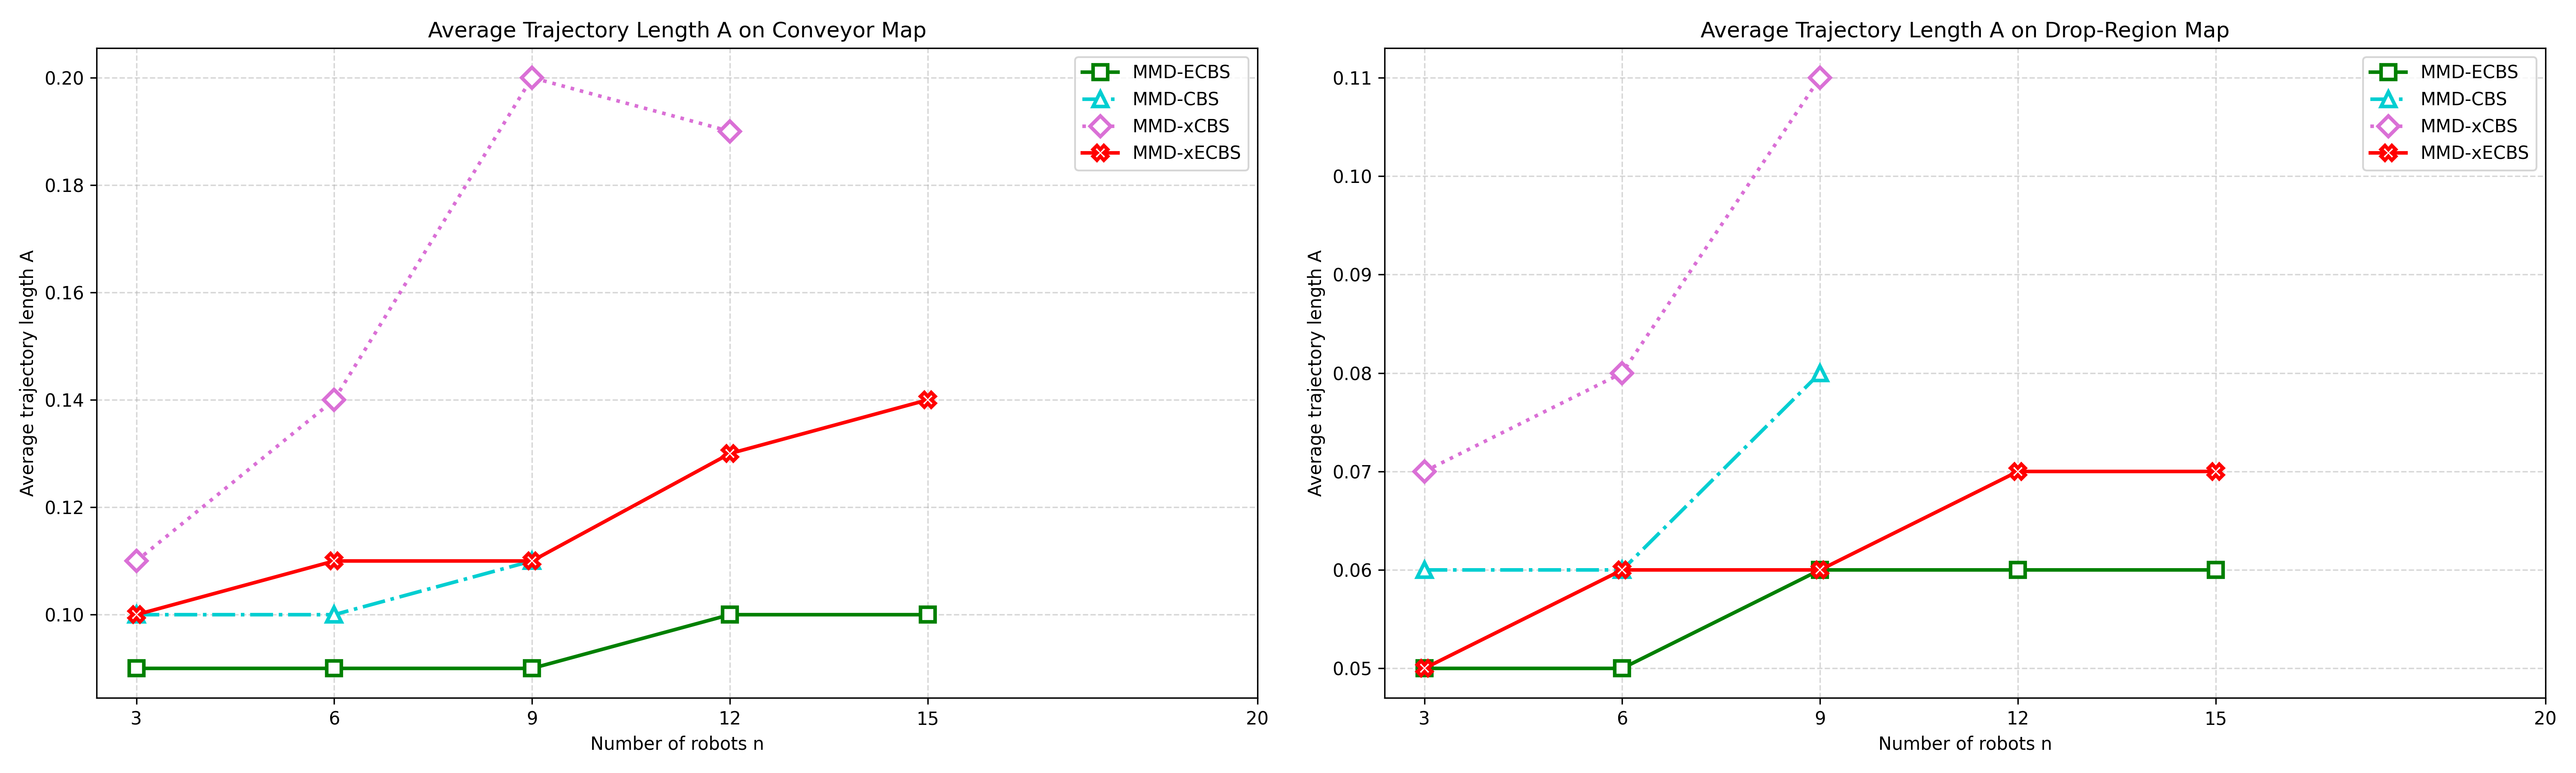 Average Trajectory Length A on Conveyor Map
Average trajectory length A
0.20
0.18
0.16
0.14
0.12
0.10
MMD-ECBS
MMD-CBS
MMD-xCBS
MMD-xECBS
3 6 9 12 15 20
Number of robots n
Average Trajectory Length A on Drop-Region Map
Average trajectory length A
0.11
0.10
0.09
0.08
0.07
0.06
0.05
MMD-ECBS
MMD-CBS
MMD-xCBS
MMD-xECBS
3 6 9 12 15 20
Number of robots n